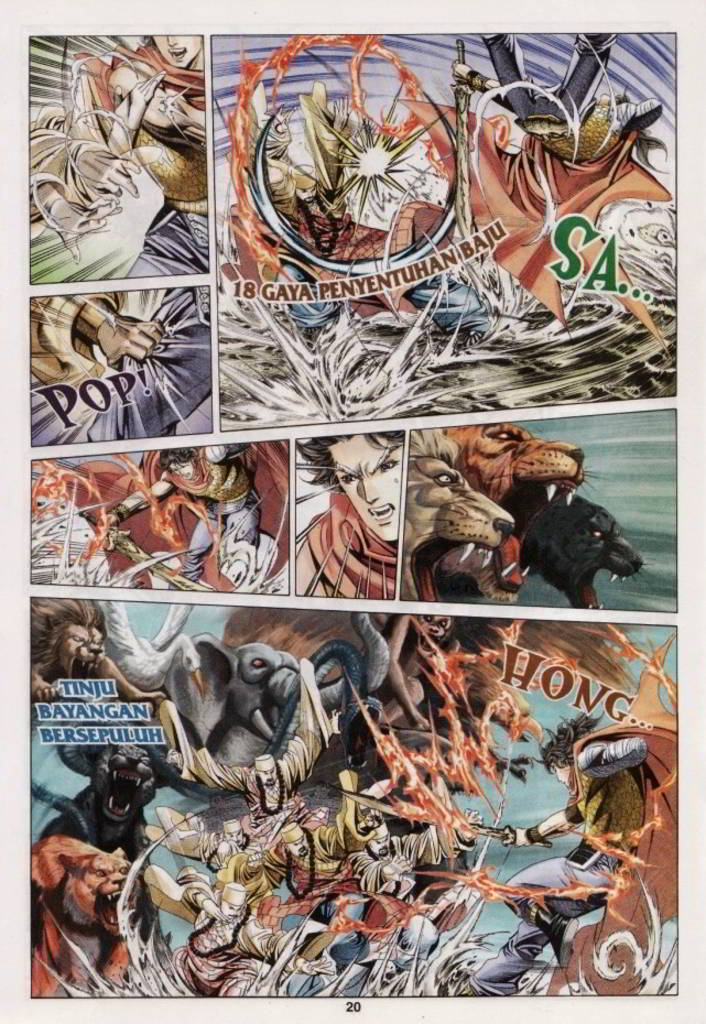 18 GAYA PENYENTUHAN BAJU
SA...
POP!
TINJU
BAYANGAN
BERSEPULUH
HONG...
20